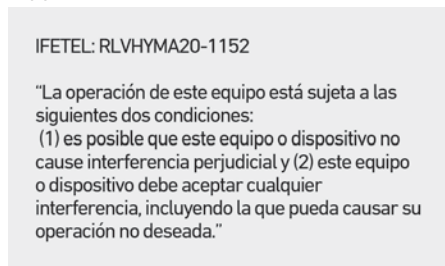 IFETEL: RLVHYMA20-1152
“La operación de este equipo está sujeta a las
siguientes dos condiciones:
(1) es posible que este equipo o dispositivo no
cause interferencia perjudicial y (2) este equipo
o dispositivo debe aceptar cualquier
interferencia, incluyendo la que pueda causar su
operación no deseada.”